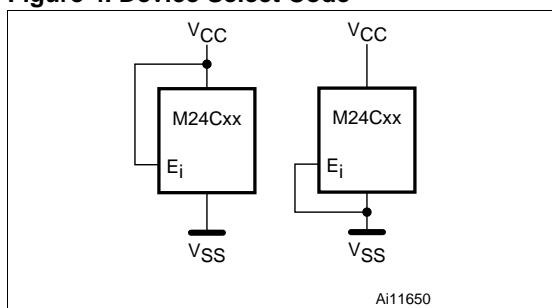 Figure 4. Device Select Code
VCC VCC
M24Cxx M24Cxx
Ei Ei
VSS VSS
Ai11650